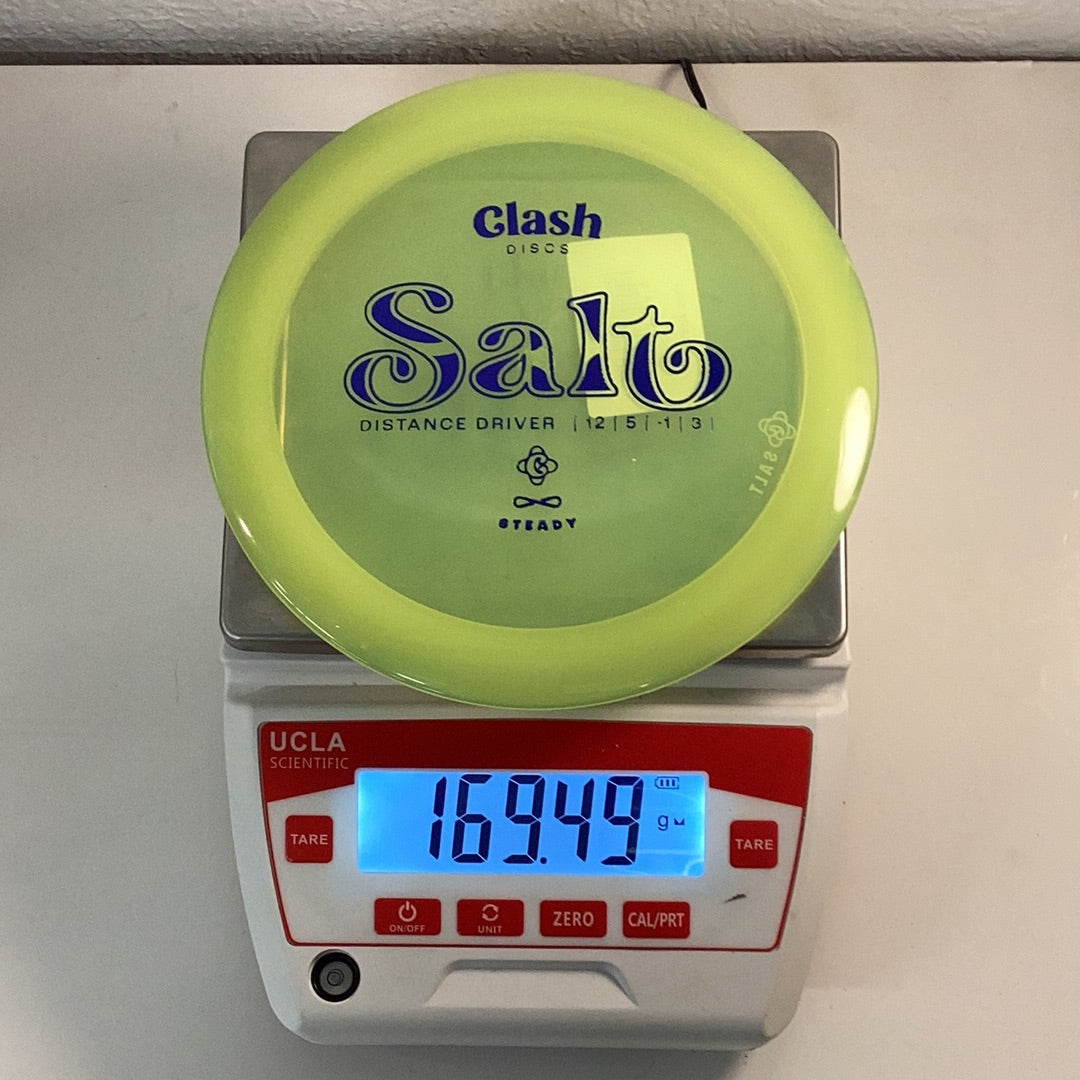 Clash
DISCS
Salt
DISTANCE DRIVER | 12 | 5 | -1 | 3 |
STEADY
SALT
UCLA
SCIENTIFIC
169.49
g
TARE
TARE
ON/OFF
UNIT
ZERO
CAL/PRT